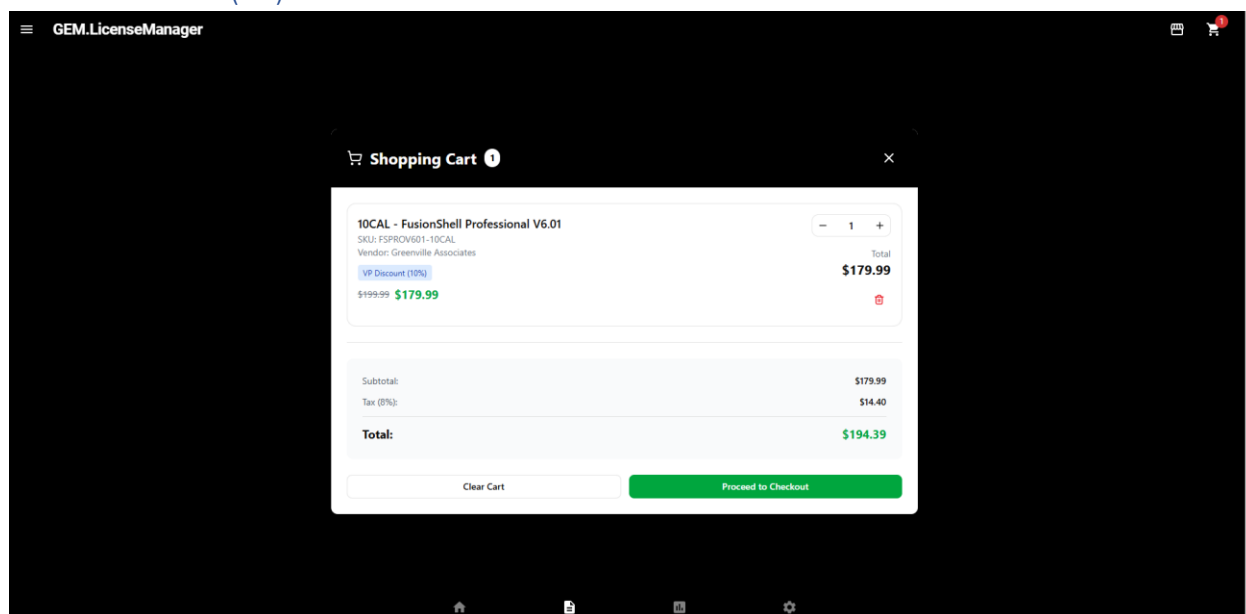 GEM.LicenseManager
1
Shopping Cart 1
10CAL - FusionShell Professional V6.01
SKU: FSPROV601-10CAL
Vendor: Greenville Associates
VP Discount (10%)
$199.99 $179.99
- 1 +
Total
$179.99
Subtotal: $179.99
Tax (8%): $14.40
Total: $194.39
Clear Cart
Proceed to Checkout